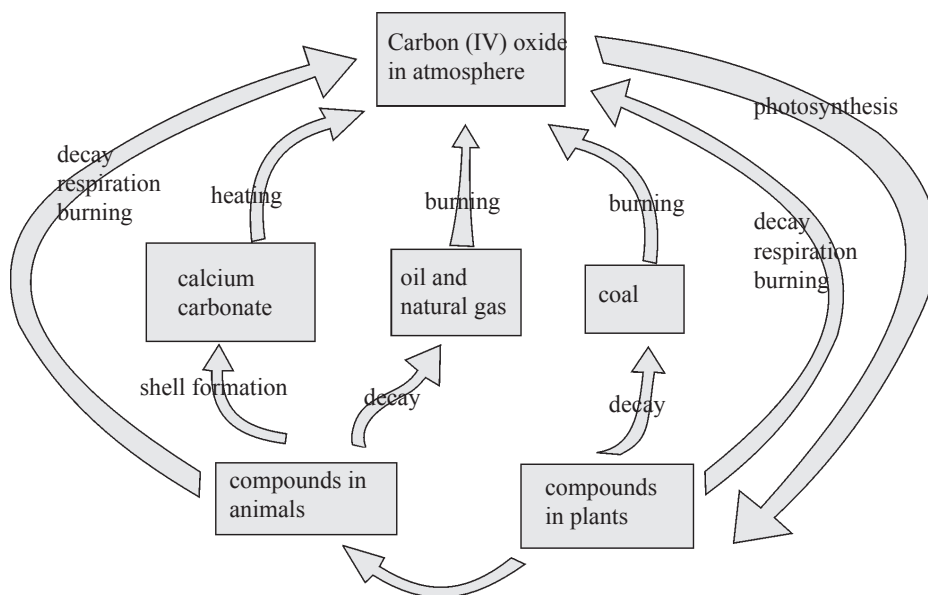 Carbon (IV) oxide
in atmosphere
photosynthesis
decay
respiration
burning
heating
burning
burning
decay
respiration
burning
calcium
carbonate
oil and
natural gas
coal
shell formation
decay
decay
compounds in
animals
compounds
in plants